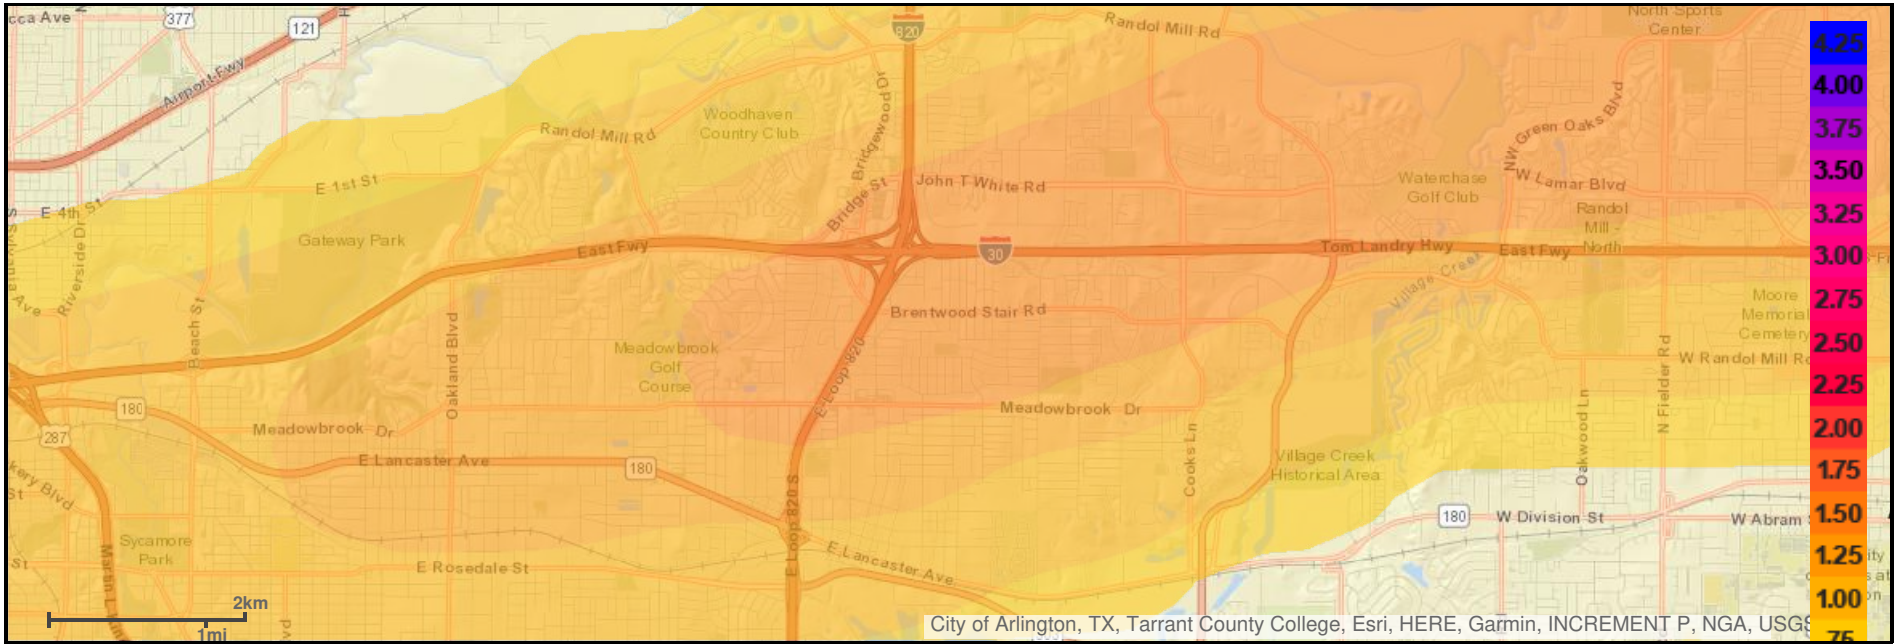 cca Ave
377
121
Airport Fwy
820
Randol Mill Rd
North Sports
Center
Woodhaven
Country Club
Randol Mill Rd
Bridgewood Dr
NW Green Oaks Blvd
E 1st St
E 4th St
Bridge St
John T White Rd
Waterchase
Golf Club
W Lamar Blvd
Randol
Mill -
North
Riverside Dr
Gateway Park
East Fwy
30
Tom Landry Hwy
East Fwy
Village Creek
Beach St
Oakland Blvd
Brentwood Stair Rd
Moore
Memorial
Cemetery
Meadowbrook
Golf
Course
E Loop 820
N Fielder Rd
W Randol Mill Rd
180
287
Meadowbrook Dr
Meadowbrook Dr
Oakwood Ln
Cooks Ln
E Lancaster Ave
180
kery Blvd
St
Village Creek
Historical Area
E Loop 820 S
180
W Division St
W Abram
Sycamore
Park
St
E Rosedale St
E Lancaster Ave
2km
1mi
City of Arlington, TX, Tarrant County College, Esri, HERE, Garmin, INCREMENT P, NGA, USGS
4.25
4.00
3.75
3.50
3.25
3.00
2.75
2.50
2.25
2.00
1.75
1.50
1.25
1.00
.75